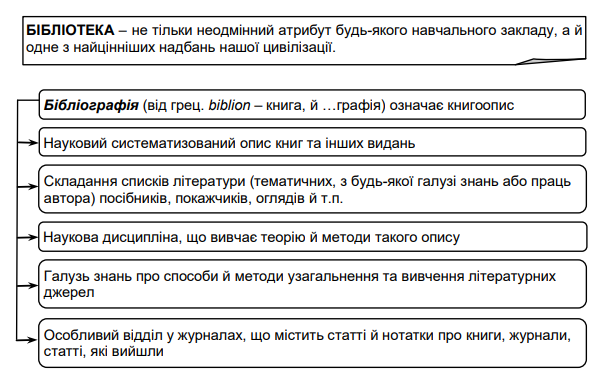 БІБЛІОТЕКА – не тільки неодмінний атрибут будь-якого навчального закладу, а й
одне з найцінніших надбань нашої цивілізації.
Бібліографія (від грец. biblion – книга, й …графія) означає книгоопис
Науковий систематизований опис книг та інших видань
Складання списків літератури (тематичних, з будь-якої галузі знань або праць
автора) посібників, покажчиків, оглядів й т.п.
Наукова дисципліна, що вивчає теорію й методи такого опису
Галузь знань про способи й методи узагальнення та вивчення літературних
джерел
Особливий відділ у журналах, що містить статті й нотатки про книги, журнали,
статті, які вийшли